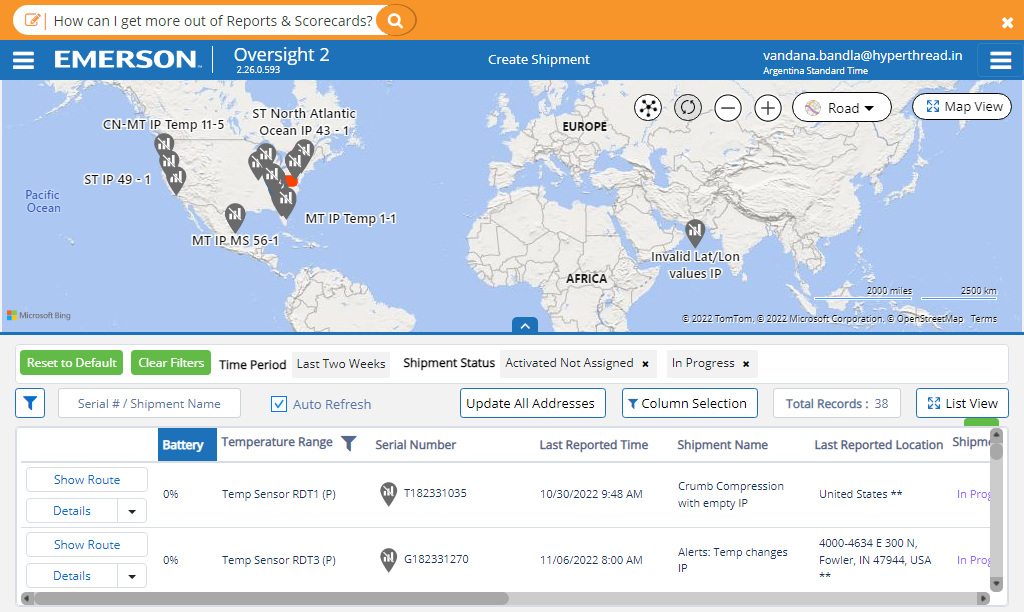 How can I get more out of Reports & Scorecards?
EMERSON
Oversight 2
2.26.0.593
Create Shipment
vandana.bandla@hyperthread.in
Argentina Standard Time
ST North Atlantic
Ocean IP 43 - 1
CN-MT IP Temp 11-5
EUROPE
Road
Map View
ST IP 49 - 1
Pacific
Ocean
MT IP Temp 1-1
MT IP MS 56-1
Invalid Lat/Lon
values IP
AFRICA
2000 miles
2500 km
Microsoft Bing
© 2022 TomTom, © 2022 Microsoft Corporation, © OpenStreetMap Terms
Reset to Default
Clear Filters
Time Period
Last Two Weeks
Shipment Status
Activated Not Assigned ×
In Progress ×
Serial # / Shipment Name
Auto Refresh
Update All Addresses
Column Selection
Total Records : 38
List View
Battery
Temperature Range
Serial Number
Last Reported Time
Shipment Name
Last Reported Location
Shipme
Show Route
Details
0%
Temp Sensor RDT1 (P)
T182331035
10/30/2022 9:48 AM
Crumb Compression
with empty IP
United States **
In Prog
Show Route
Details
0%
Temp Sensor RDT3 (P)
G182331270
11/06/2022 8:00 AM
Alerts: Temp changes
IP
4000-4634 E 300 N,
Fowler, IN 47944, USA
**
In Prog